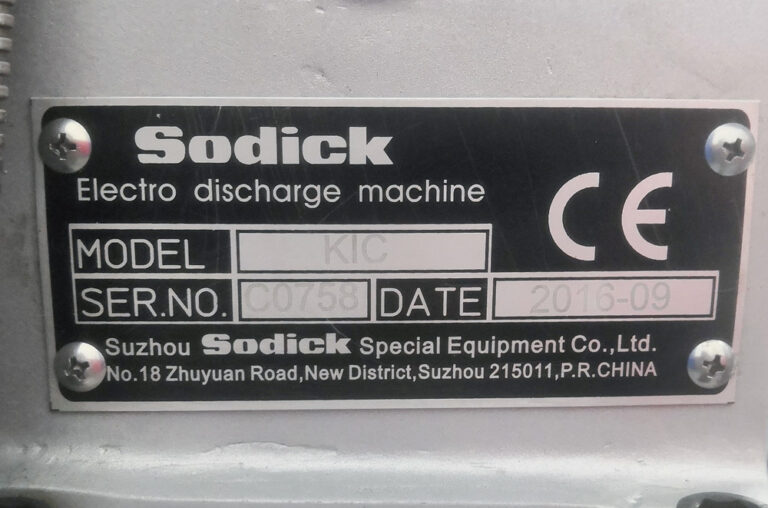 Sodick
Electro discharge machine
CE
MODEL KIC
SER.NO. C0758 DATE 2016-09
Suzhou Sodick Special Equipment Co.,Ltd.
No.18 Zhuyuan Road,New District,Suzhou 215011,P.R.CHINA